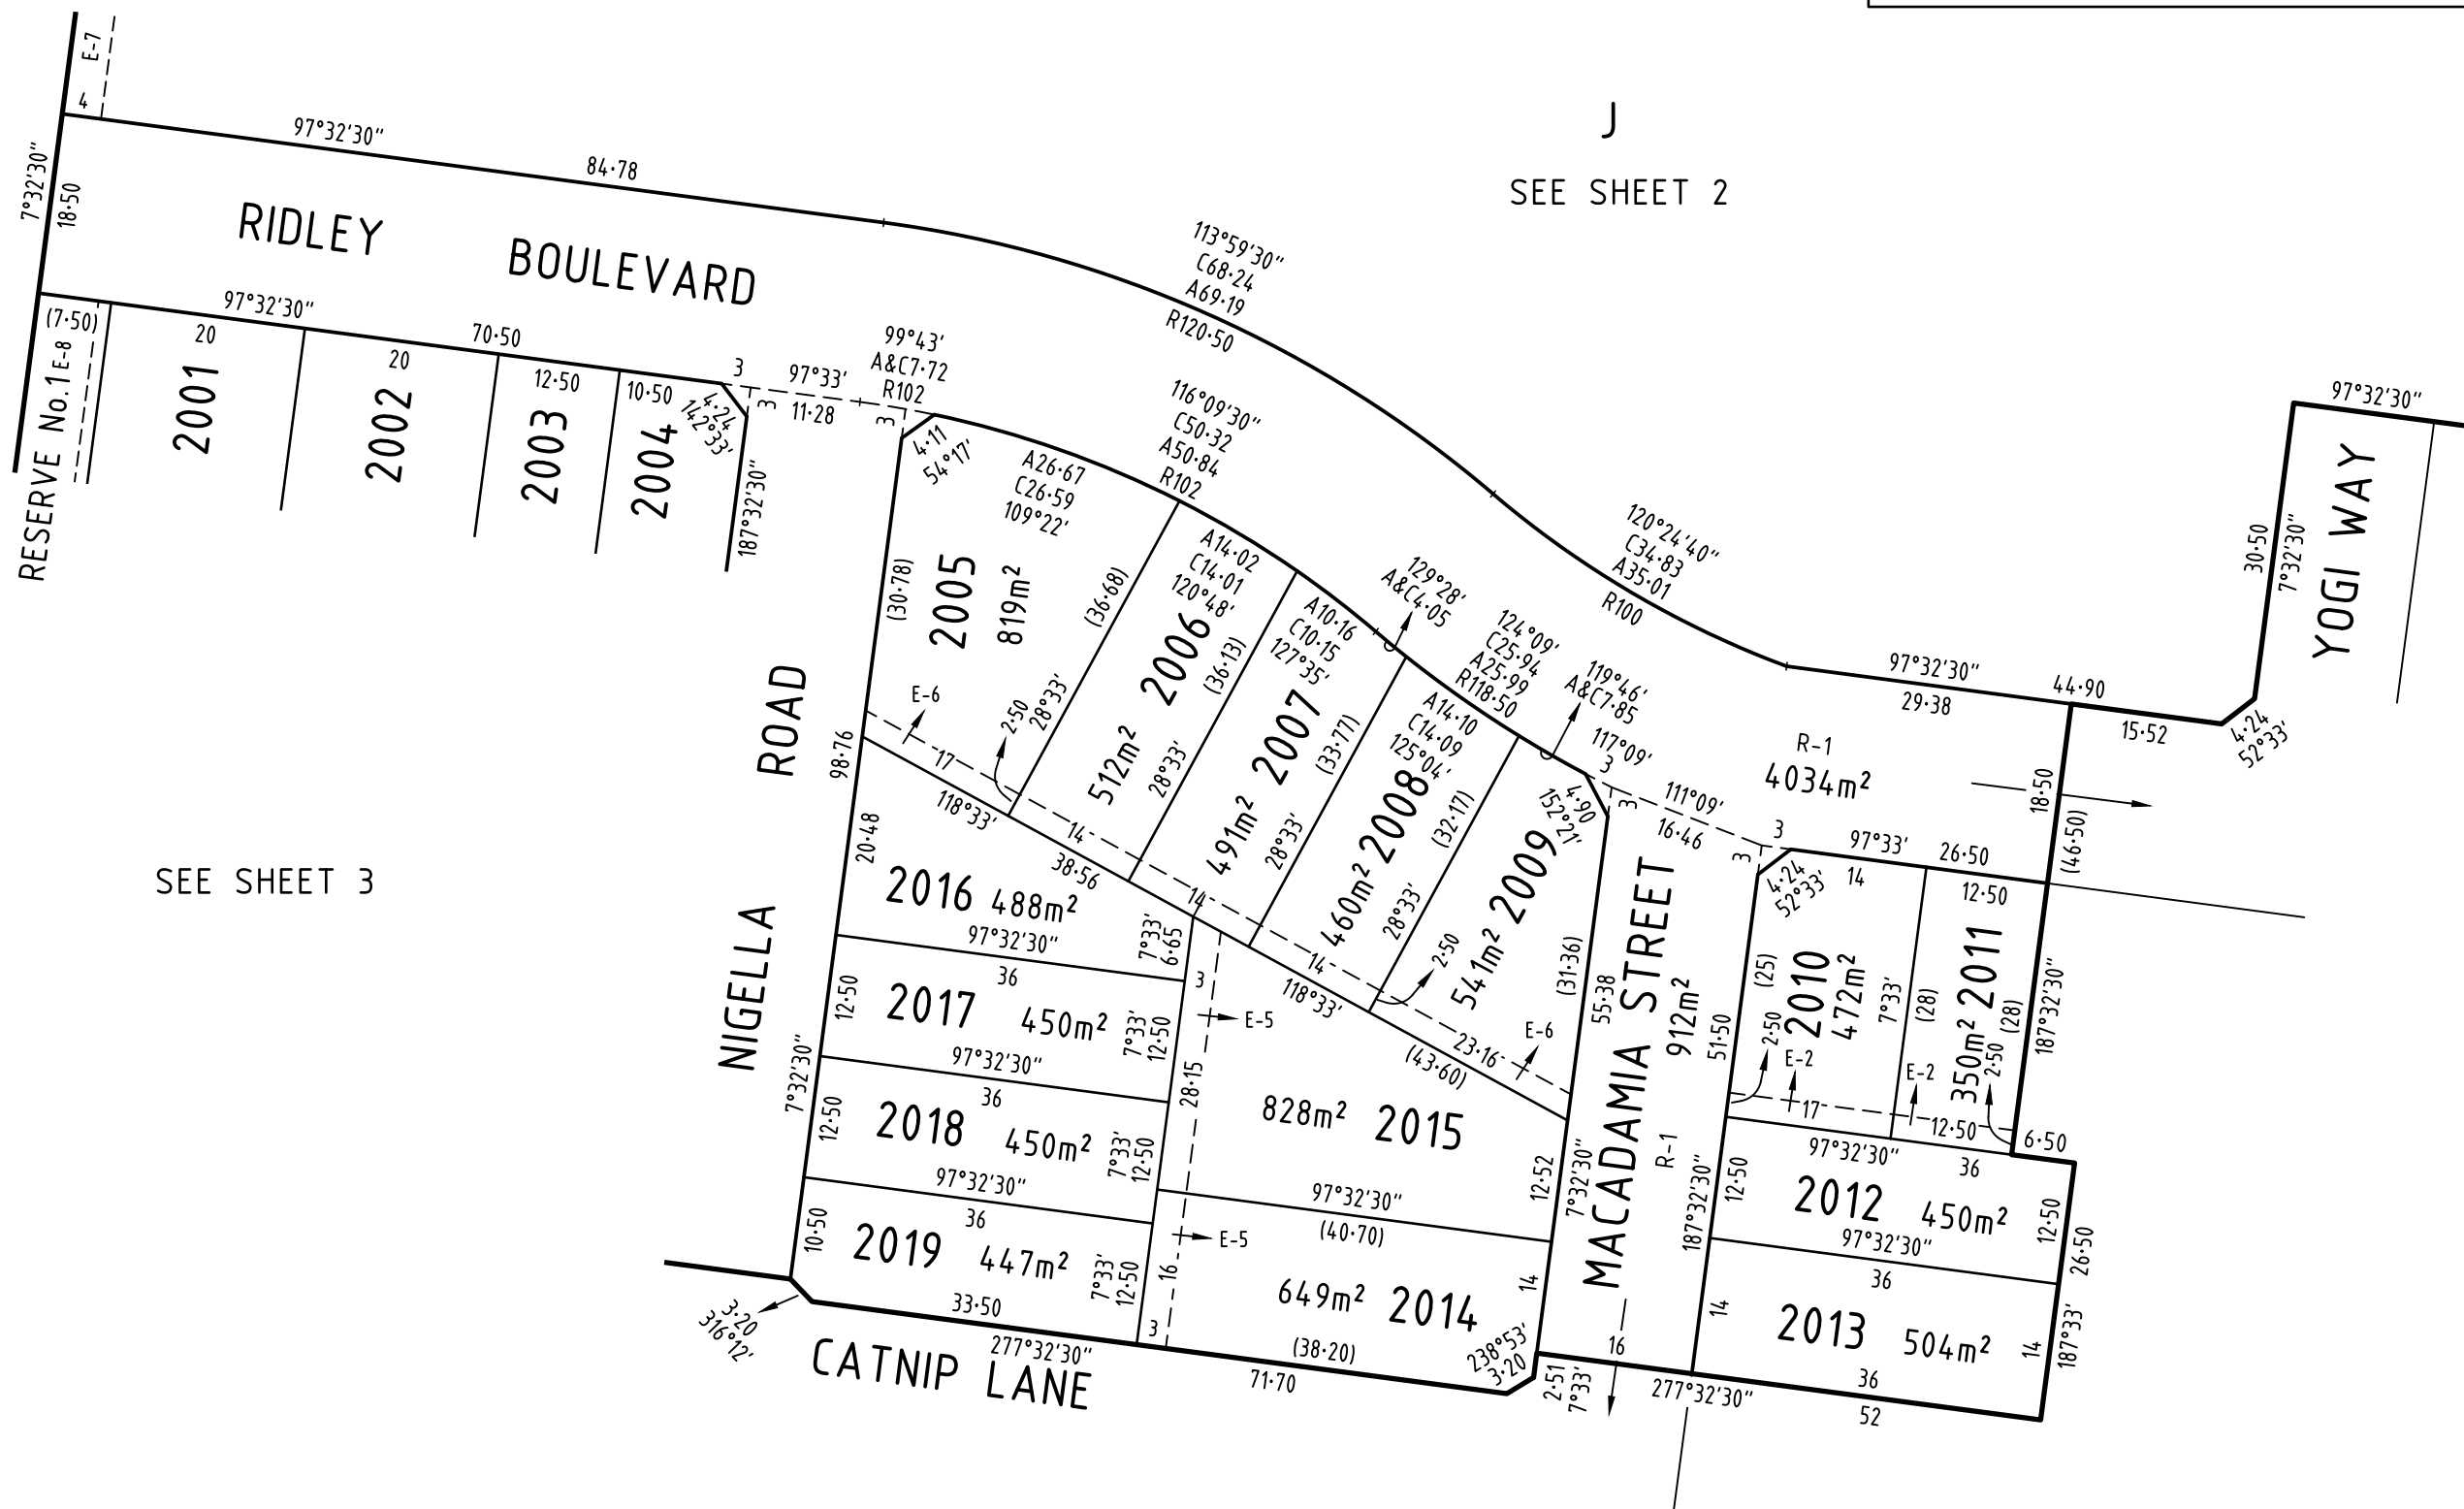 E-7
4
97°32'30"
84·78
7°32'30"
18·50
RIDLEY BOULEVARD
J
SEE SHEET 2
113°59'30"
C68·24
A69·19
R120·50
97°32'30"
70·50
(7·50)
RESERVE No.1
E-8
20
2001
20
2002
12·50
2003
10·50
2004
4·24
142°33'
187°32'30"
3
3
97°33'
11·28
3
99°43'
A&C7·72
R102
4·11
54°17'
116°09'30"
C50·32
A50·84
R102
A26·67
C26·59
109°22'
(30·78)
2005
819m²
(36·68)
28°33'
E-6
2·50
17
A14·02
C14·01
120°48'
2006
512m²
(36·13)
28°33'
14
A10·16
C10·15
127°35'
129°28'
A&C4·05
2007
491m²
(33·77)
28°33'
14
124°09'
C25·94
A25·99
R118·50
A14·10
C14·09
125°04'
2008
460m²
(32·17)
28°33'
14
119°46'
A&C7·85
117°09'
3
3
4·90
152°21'
2009
541m²
2·50
(31·36)
23·16
E-6
120°24'40"
C34·83
A35·01
R100
97°32'30"
44·90
29·38
15·52
4·24
52°33'
30·50
7°32'30"
YOGI WAY
97°32'30"
R-1
4034m²
18·50
(46·50)
111°09'
16·46
3
3
97°33'
26·50
4·24
52°33'
14
12·50
(25)
2010
472m²
7°33'
(28)
2011
350m²
(28)
187°32'30"
2·50
E-2
17
E-2
2·50
12·50
6·50
SEE SHEET 3
NIGELLA ROAD
98·76
7°32'30"
118°33'
38·56
118°33'
(43·60)
20·48
2016
488m²
7°33'
6·65
97°32'30"
36
12·50
2017
450m²
7°33'
12·50
97°32'30"
36
12·50
2018
450m²
7°33'
12·50
97°32'30"
36
10·50
2019
447m²
7°33'
12·50
33·50
3·20
316°12'
277°32'30"
71·70
CATNIP LANE
3
E-5
28·15
828m²
2015
12·52
97°32'30"
(40·70)
E-5
16
3
649m²
2014
14
(38·20)
238°53'
3·20
2·51
7°33'
MACADAMIA STREET
912m²
R-1
55·38
7°32'30"
51·50
187°32'30"
16
277°32'30"
52
97°32'30"
36
12·50
2012
450m²
12·50
26·50
97°32'30"
36
14
2013
504m²
14
187°33'
36